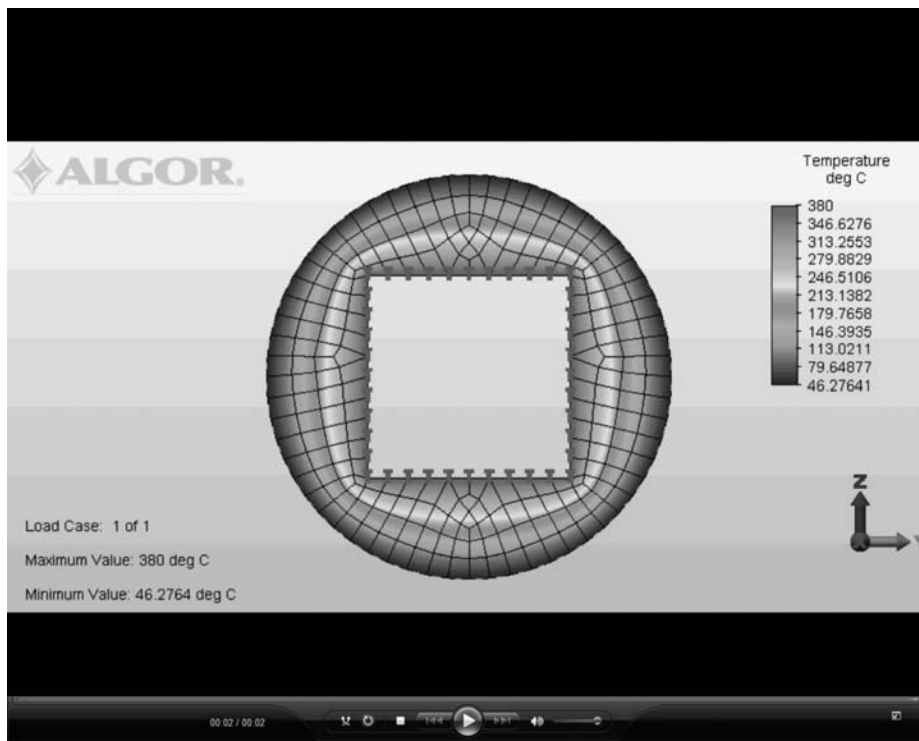 ALGOR.
Temperature
deg C
380
346.6276
313.2553
279.8829
246.5106
213.1382
179.7658
146.3935
113.0211
79.64877
46.27641
Z
Y
Load Case: 1 of 1
Maximum Value: 380 deg C
Minimum Value: 46.2764 deg C
00:02 / 00:02